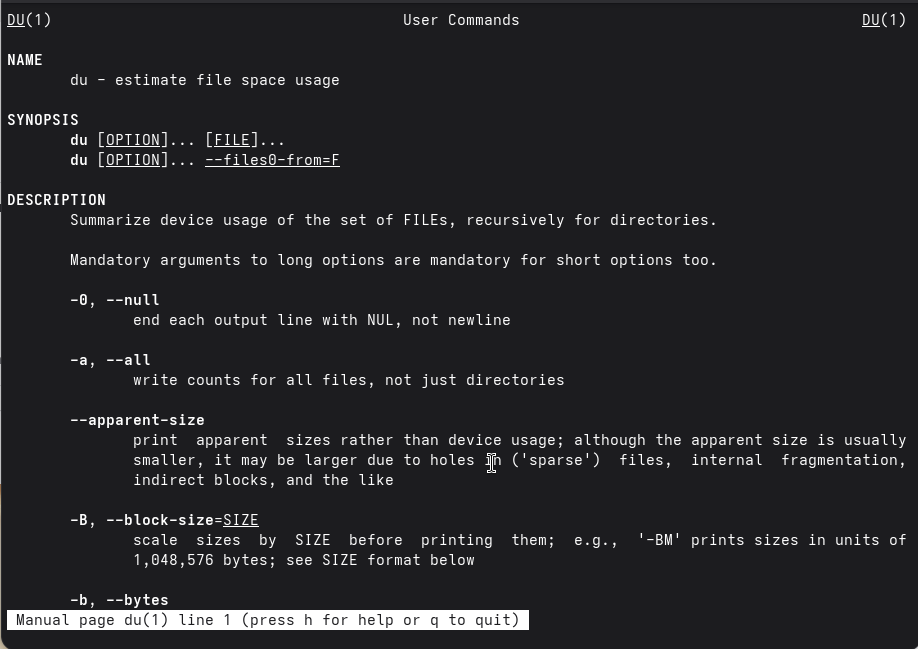 DU(1) User Commands DU(1)
NAME
du - estimate file space usage
SYNOPSIS
du [OPTION]... [FILE]...
du [OPTION]... --files0-from=F
DESCRIPTION
Summarize device usage of the set of FILEs, recursively for directories.
Mandatory arguments to long options are mandatory for short options too.
-0, --null
end each output line with NUL, not newline
-a, --all
write counts for all files, not just directories
--apparent-size
print apparent sizes rather than device usage; although the apparent size is usually
smaller, it may be larger due to holes in ('sparse') files, internal fragmentation,
indirect blocks, and the like
-B, --block-size=SIZE
scale sizes by SIZE before printing them; e.g., '-BM' prints sizes in units of
1,048,576 bytes; see SIZE format below
-b, --bytes
Manual page du(1) line 1 (press h for help or q to quit)